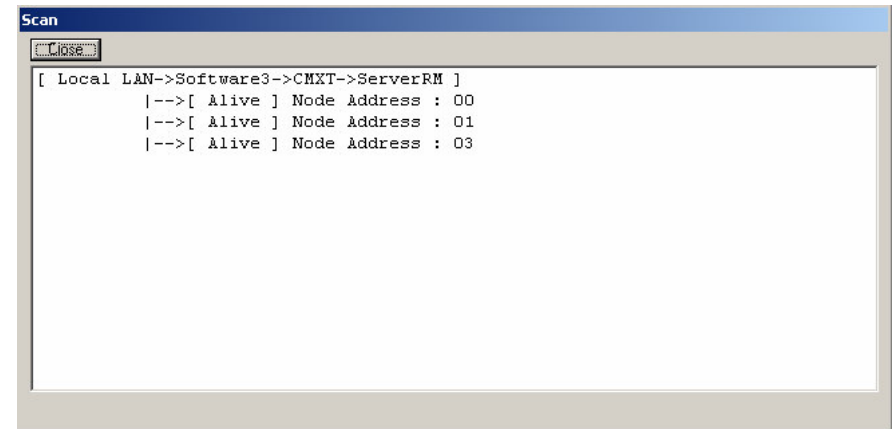 Scan
Close
[ Local LAN->Software3->CMXT->ServerRM ]
|-->[ Alive ] Node Address : 00
|-->[ Alive ] Node Address : 01
|-->[ Alive ] Node Address : 03